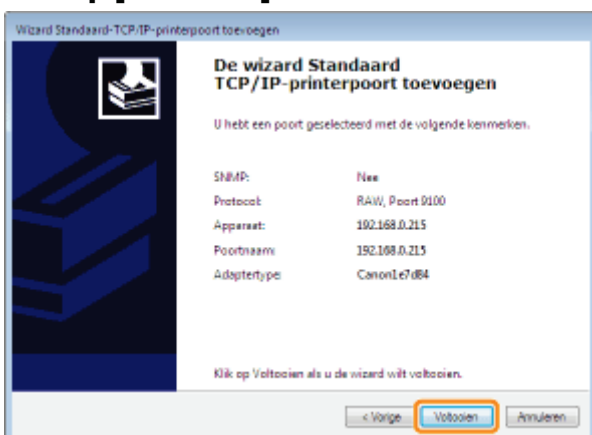 Wizard Standaard-TCP/IP-printerpoort toevoegen
De wizard Standaard
TCP/IP-printerpoort toevoegen
U hebt een poort geselecteerd met de volgende kenmerken.
SNMP: Nee
Protocol: RAW, Poort 9100
Apparaat: 192.168.0.215
Poortnaam: 192.168.0.215
Adaptertype: Canon1e7d84
Klik op Voltooien als u de wizard wilt voltooien.
< Vorige Voltooien Annuleren